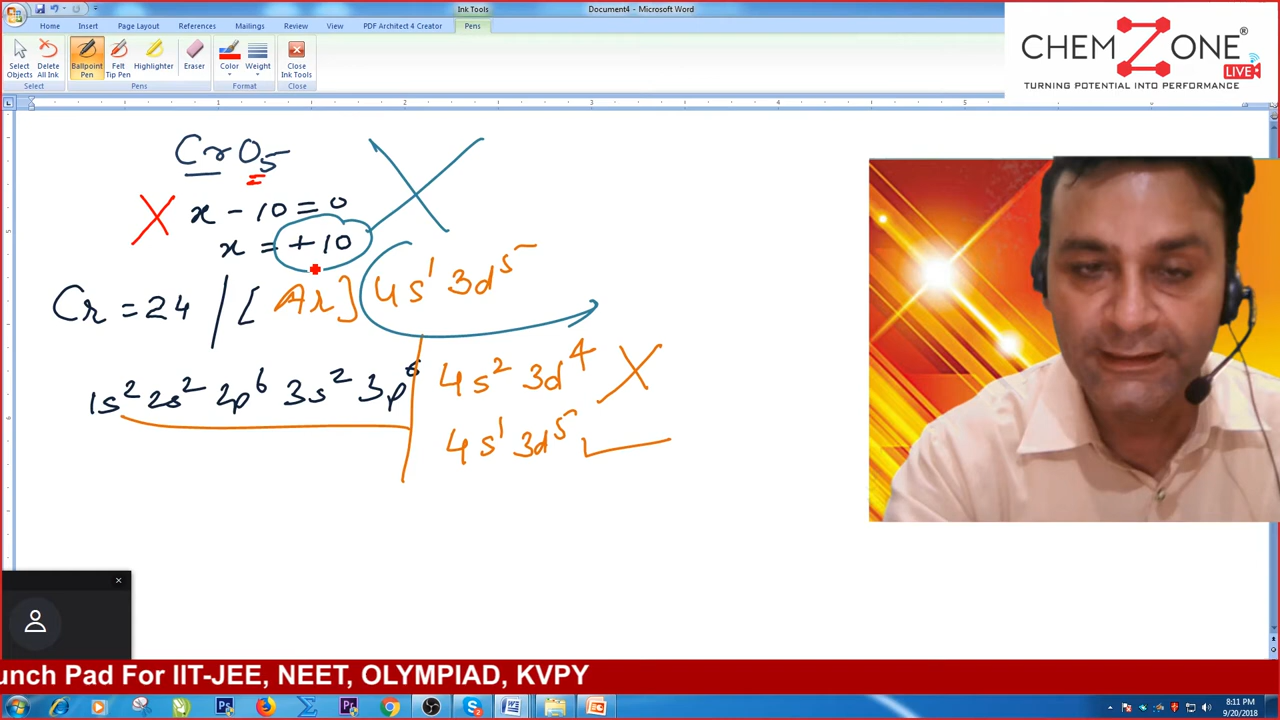 Ink Tools
Document4 - Microsoft Word
Home Insert Page Layout References Mailings Review View PDF Architect 4 Creator Pens
Select Objects
Delete All Ink
Ballpoint Pen
Felt Tip Pen
Highlighter
Eraser
Color
Weight
Close Ink Tools
Select Pens Format Close
CHEMZONE®
LIVE
TURNING POTENTIAL INTO PERFORMANCE
CrO5
X x - 10 = 0
x = +10
Cr = 24 / [Ar] 4s¹ 3d⁵
1s² 2s² 2p⁶ 3s² 3p⁶ 4s² 3d⁴ X
4s¹ 3d⁵
unch Pad For IIT-JEE, NEET, OLYMPIAD, KVPY
8:11 PM
9/20/2018